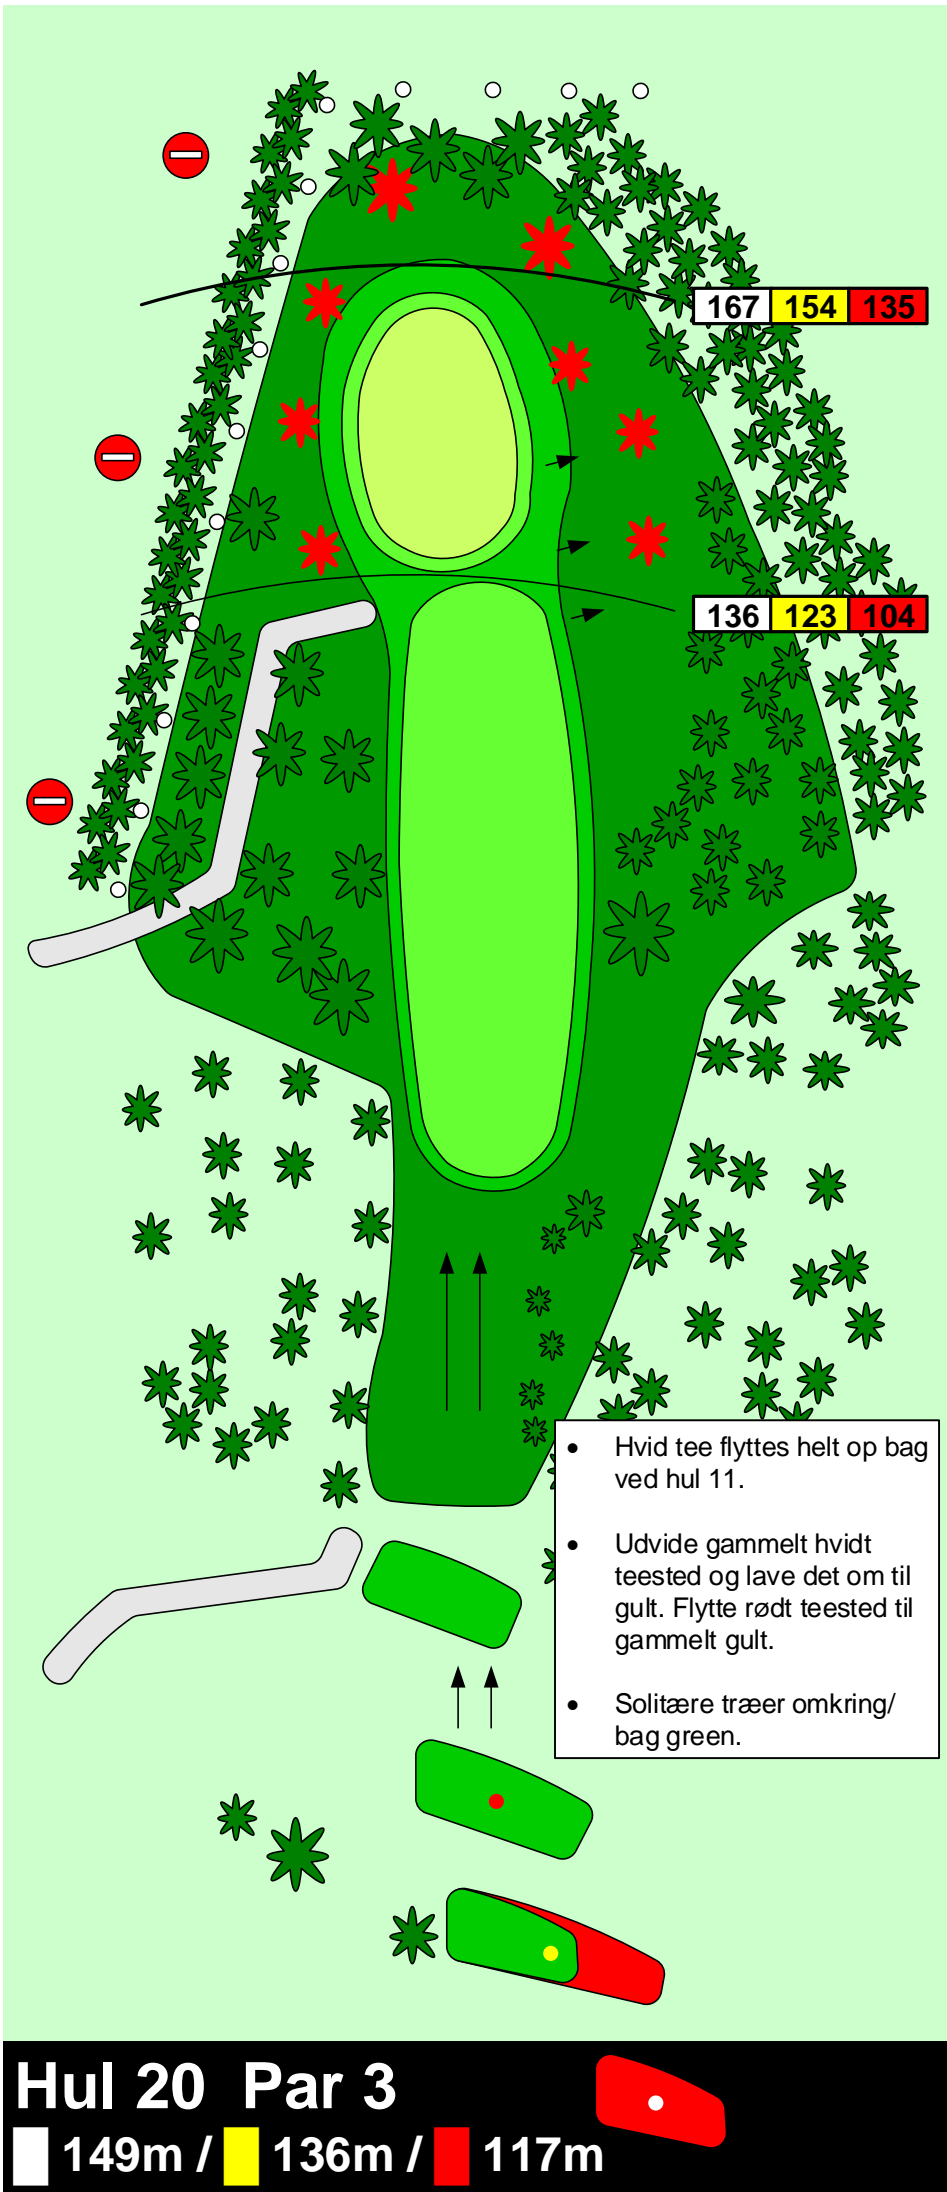 167 154 135
136 123 104
• Hvid tee flyttes helt op bag
ved hul 11.
• Udvide gammelt hvidt
teested og lave det om til
gult. Flytte rødt teested til
gammelt gult.
• Solitære træer omkring/
bag green.
Hul 20 Par 3
149m / 136m / 117m